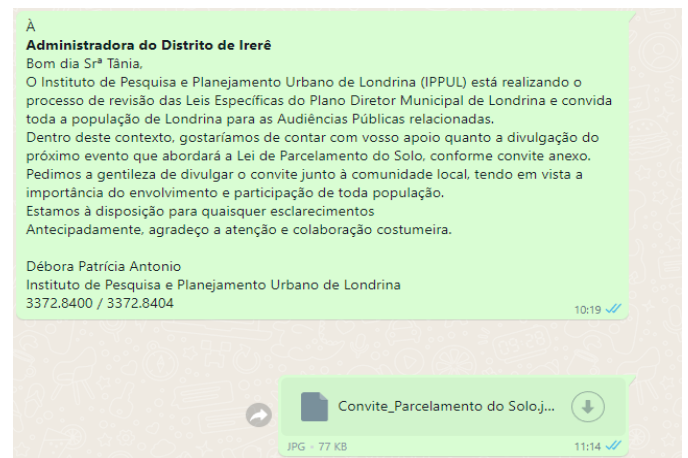 À
Administradora do Distrito de Irerê
Bom dia Srª Tânia,
O Instituto de Pesquisa e Planejamento Urbano de Londrina (IPPUL) está realizando o
processo de revisão das Leis Específicas do Plano Diretor Municipal de Londrina e convida
toda a população de Londrina para as Audiências Públicas relacionadas.
Dentro deste contexto, gostaríamos de contar com vosso apoio quanto a divulgação do
próximo evento que abordará a Lei de Parcelamento do Solo, conforme convite anexo.
Pedimos a gentileza de divulgar o convite junto à comunidade local, tendo em vista a
importância do envolvimento e participação de toda população.
Estamos à disposição para quaisquer esclarecimentos
Antecipadamente, agradeço a atenção e colaboração costumeira.
Débora Patrícia Antonio
Instituto de Pesquisa e Planejamento Urbano de Londrina
3372.8400 / 3372.8404
10:19
Convite_Parcelamento do Solo.j...
JPG · 77 KB
11:14